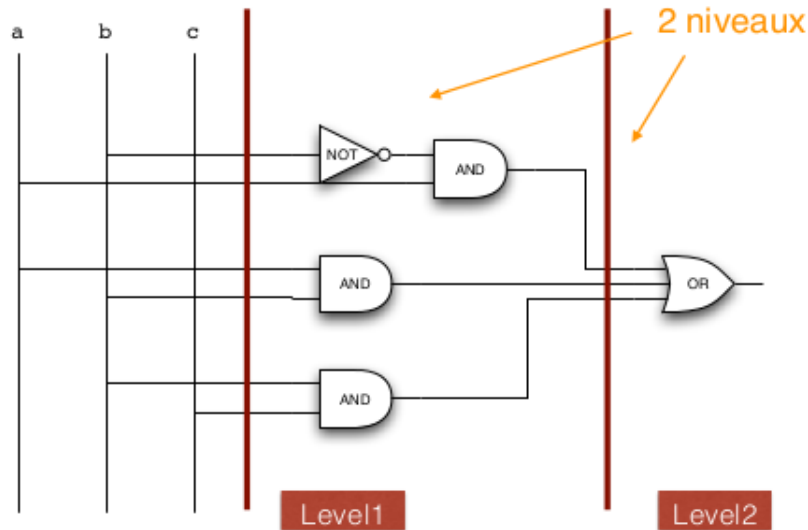 2 niveaux
a b c
NOT
AND
AND
OR
AND
Level1 Level2